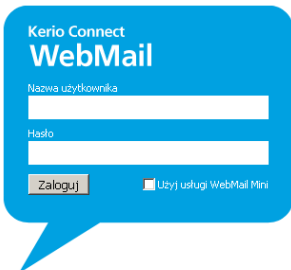 Kerio Connect
WebMail
Nazwa użytkownika
Hasło
Zaloguj
Użyj usługi WebMail Mini